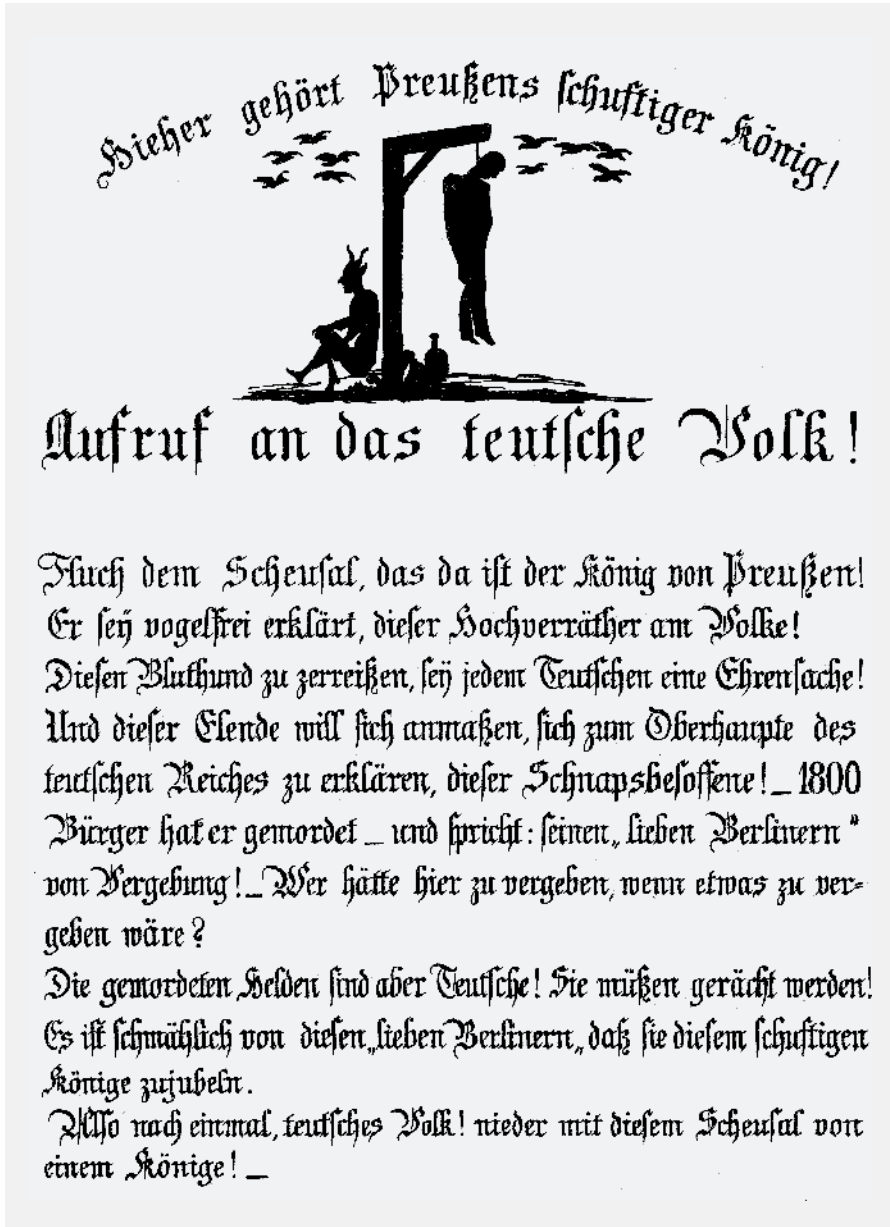 Hieher gehört Preußens schuftiger König!
Aufruf an das teutsche Volk!
Fluch dem Scheusal, das da ist der König von Preußen!
Er seÿ vogelfrei erklärt, dieser Hochverräther am Volke!
Diesen Bluthund zu zerreißen, seÿ jedem Teutschen eine Ehrensache!
Und dieser Elende will sich anmaßen, sich zum Oberhaupte des
teutschen Reiches zu erklären, dieser Schnapsbesoffene! _ 1800
Bürger hat er gemordet _ und spricht: seinen „lieben Berlinern"
von Vergebung! _ Wer hätte hier zu vergeben, wenn etwas zu ver-
geben wäre?
Die gemordeten Helden sind aber Teutsche! Sie müßen gerächt werden!
Es ist schmählich von diesen „lieben Berlinern„ daß sie diesem schuftigen
Könige zujubeln.
Also noch einmal, teutsches Volk! nieder mit diesem Scheusal von
einem Könige! _